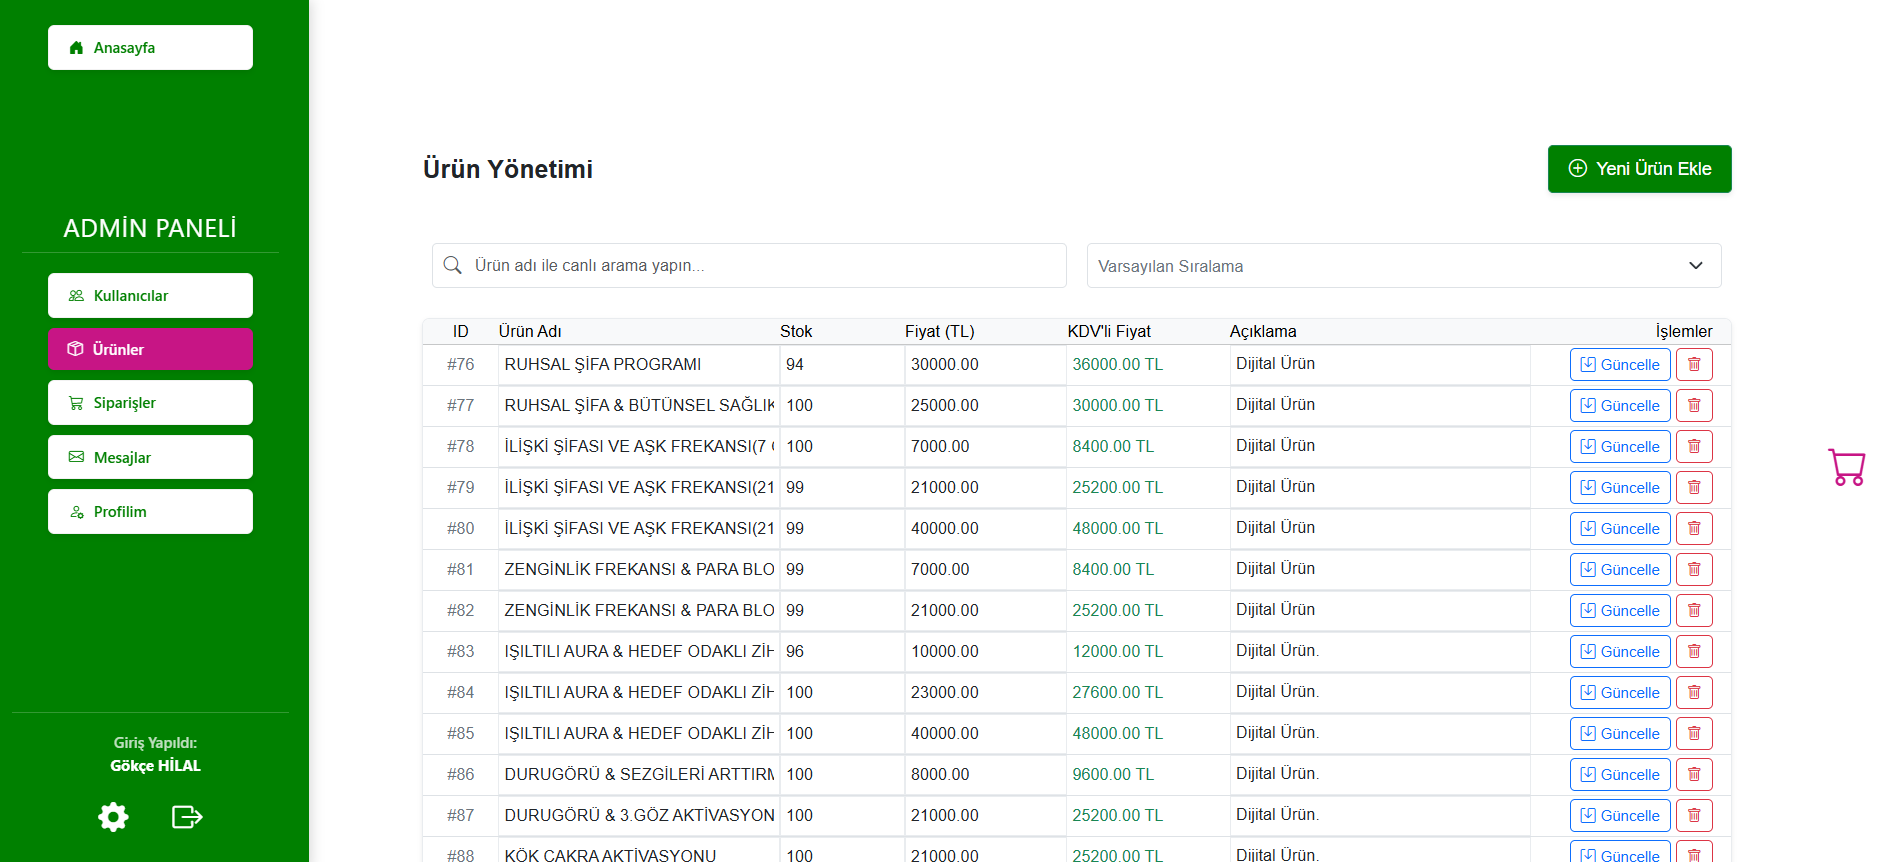 Anasayfa
ADMİN PANELİ
Kullanıcılar
Ürünler
Siparişler
Mesajlar
Profilim
Giriş Yapıldı:
Gökçe HİLAL
Ürün Yönetimi
Yeni Ürün Ekle
Ürün adı ile canlı arama yapın...
Varsayılan Sıralama
ID Ürün Adı Stok Fiyat (TL) KDV'li Fiyat Açıklama İşlemler
#76 RUHSAL ŞİFA PROGRAMI 94 30000.00 36000.00 TL Dijital Ürün Güncelle
#77 RUHSAL ŞİFA & BÜTÜNSEL SAĞLIK 100 25000.00 30000.00 TL Dijital Ürün Güncelle
#78 İLİŞKİ ŞİFASI VE AŞK FREKANSI(7 100 7000.00 8400.00 TL Dijital Ürün Güncelle
#79 İLİŞKİ ŞİFASI VE AŞK FREKANSI(21 99 21000.00 25200.00 TL Dijital Ürün Güncelle
#80 İLİŞKİ ŞİFASI VE AŞK FREKANSI(21 99 40000.00 48000.00 TL Dijital Ürün Güncelle
#81 ZENGİNLİK FREKANSI & PARA BLO 99 7000.00 8400.00 TL Dijital Ürün Güncelle
#82 ZENGİNLİK FREKANSI & PARA BLO 99 21000.00 25200.00 TL Dijital Ürün Güncelle
#83 IŞILTILI AURA & HEDEF ODAKLI ZİH 96 10000.00 12000.00 TL Dijital Ürün. Güncelle
#84 IŞILTILI AURA & HEDEF ODAKLI ZİH 100 23000.00 27600.00 TL Dijital Ürün. Güncelle
#85 IŞILTILI AURA & HEDEF ODAKLI ZİH 100 40000.00 48000.00 TL Dijital Ürün. Güncelle
#86 DURUGÖRÜ & SEZGİLERİ ARTTIRM 100 8000.00 9600.00 TL Dijital Ürün. Güncelle
#87 DURUGÖRÜ & 3.GÖZ AKTİVASYON 100 21000.00 25200.00 TL Dijital Ürün. Güncelle
#88 KÖK ÇAKRA AKTİVASYONU 100 21000.00 25200.00 TL Dijital Ürün. Güncelle